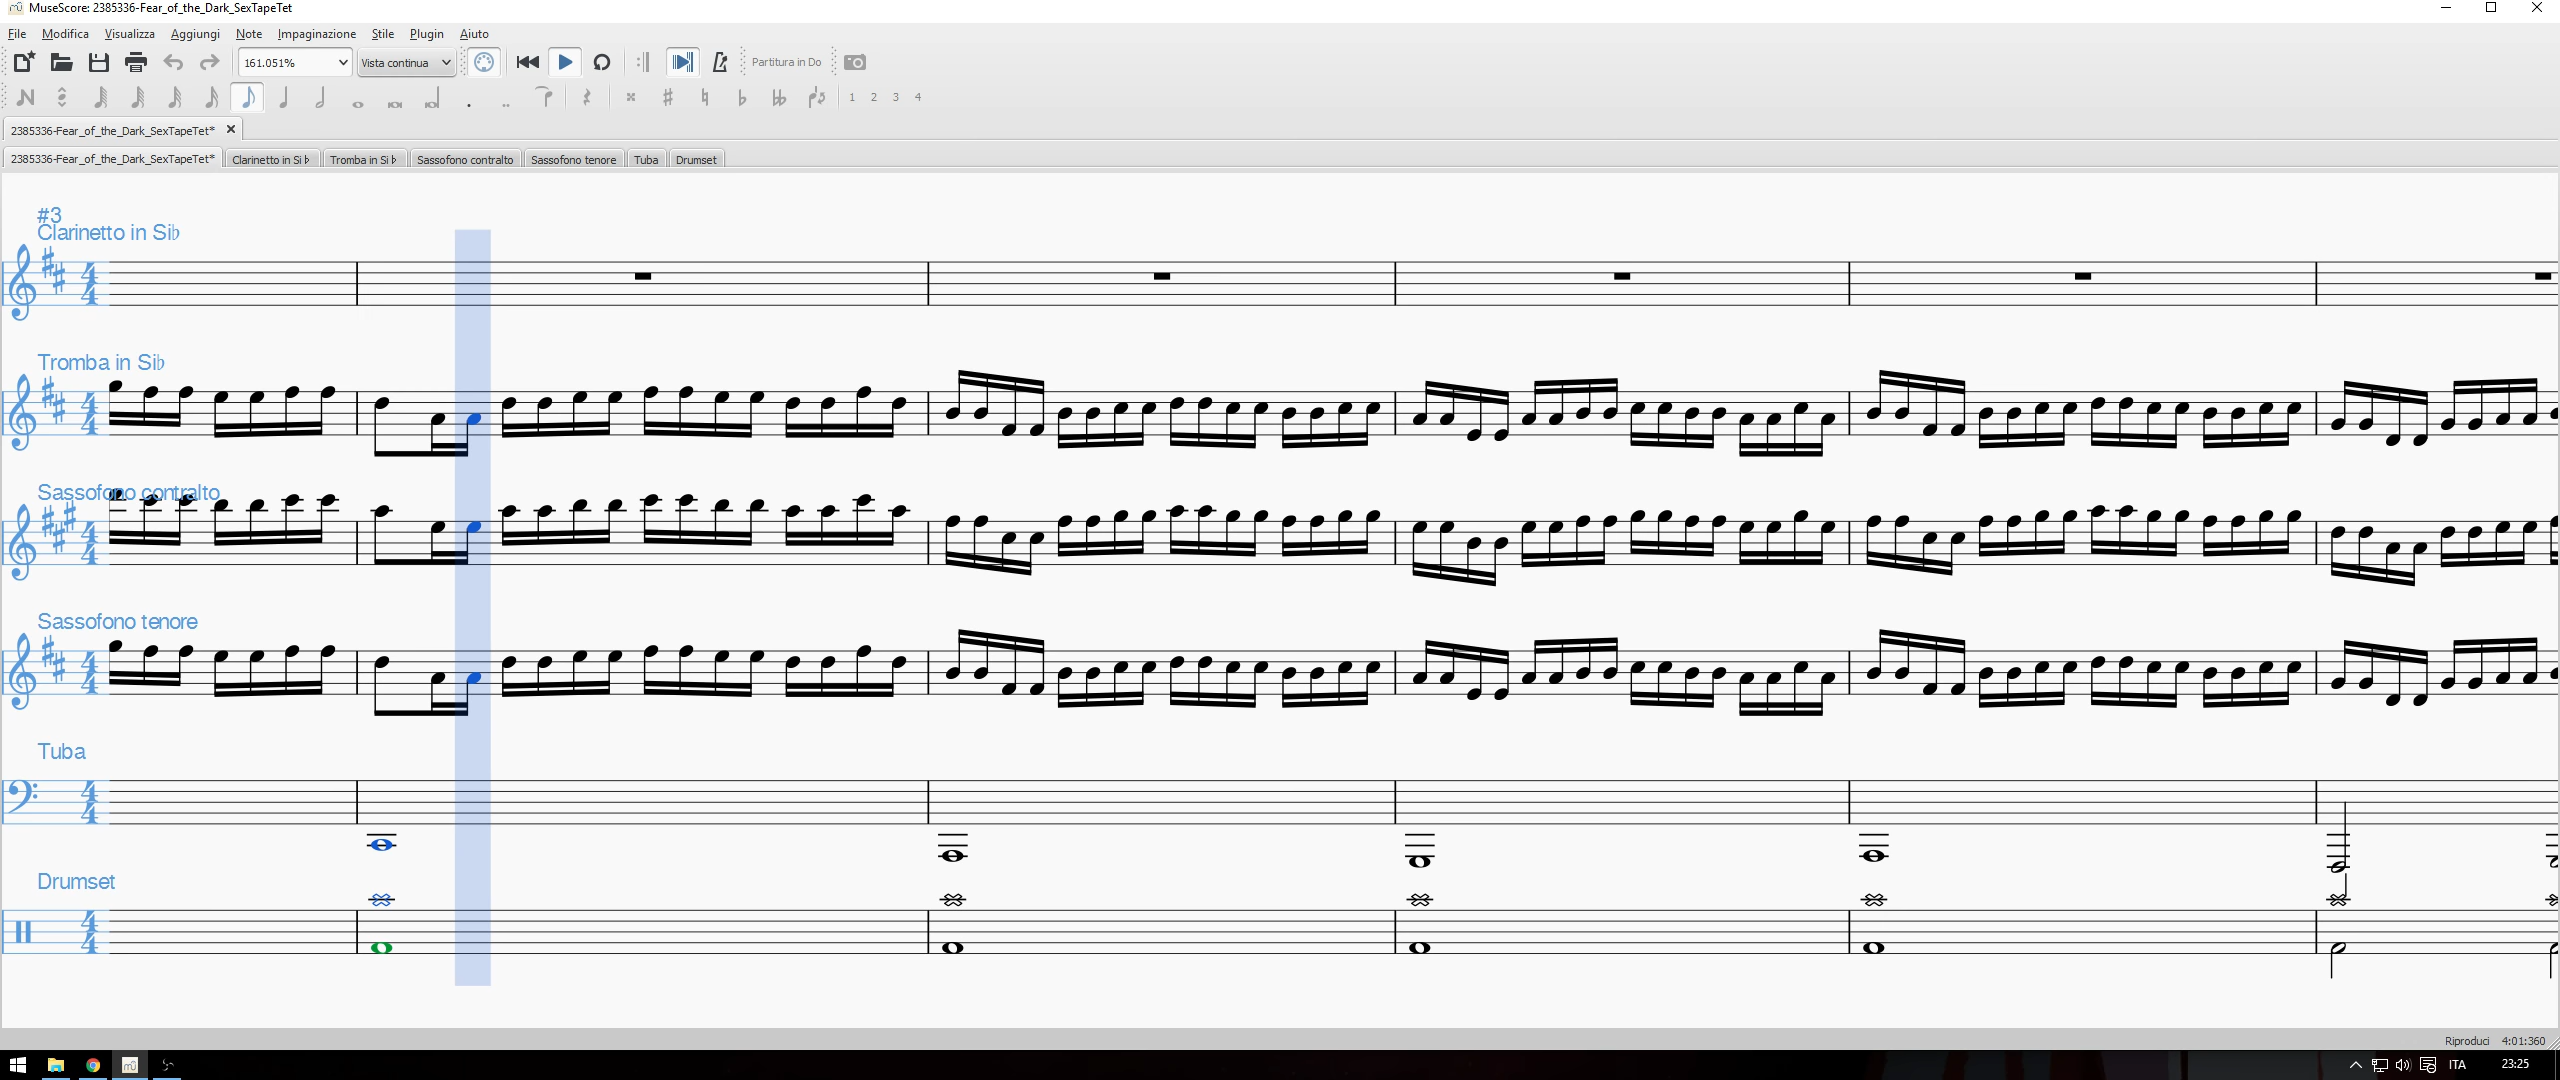 MuseScore: 2385336-Fear_of_the_Dark_SexTapeTet
File Modifica Visualizza Aggiungi Note Impaginazione Stile Plugin Aiuto
161.051% Vista continua Partitura in Do
1 2 3 4
2385336-Fear_of_the_Dark_SexTapeTet*
2385336-Fear_of_the_Dark_SexTapeTet* Clarinetto in Si♭ Tromba in Si♭ Sassofono contralto Sassofono tenore Tuba Drumset
#3
Clarinetto in Si♭
Tromba in Si♭
Sassofono contralto
Sassofono tenore
Tuba
Drumset
Riproduci 4:01:360
ITA 23:25